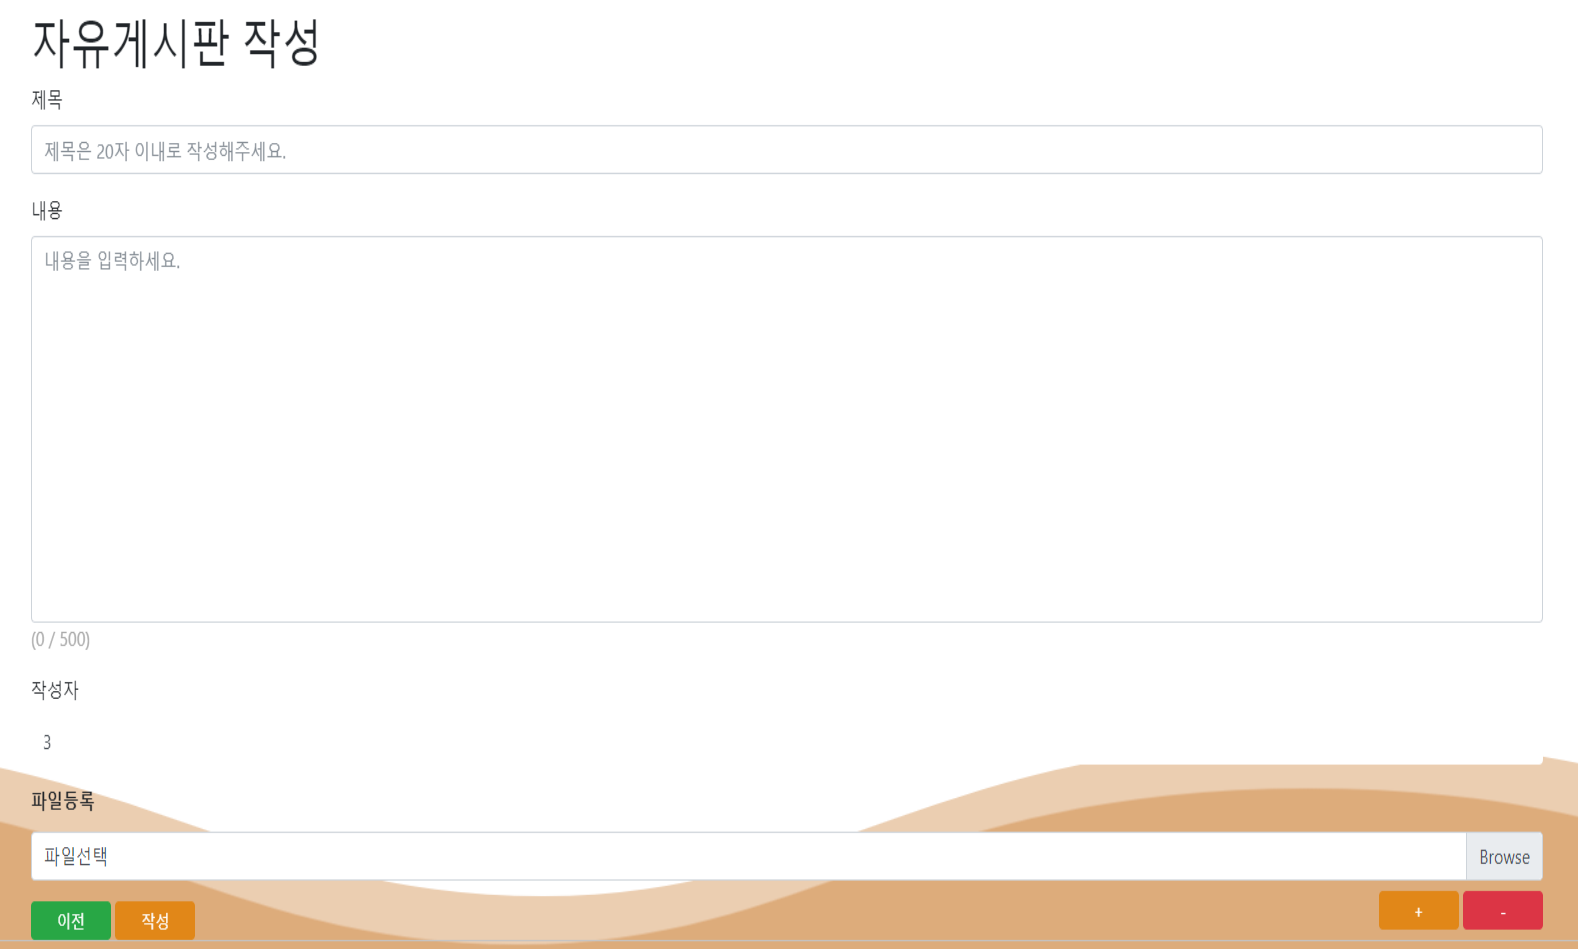 자유게시판 작성
제목
제목은 20자 이내로 작성해주세요.
내용
내용을 입력하세요.
(0 / 500)
작성자
3
파일등록
파일선택 Browse
이전 작성 + -